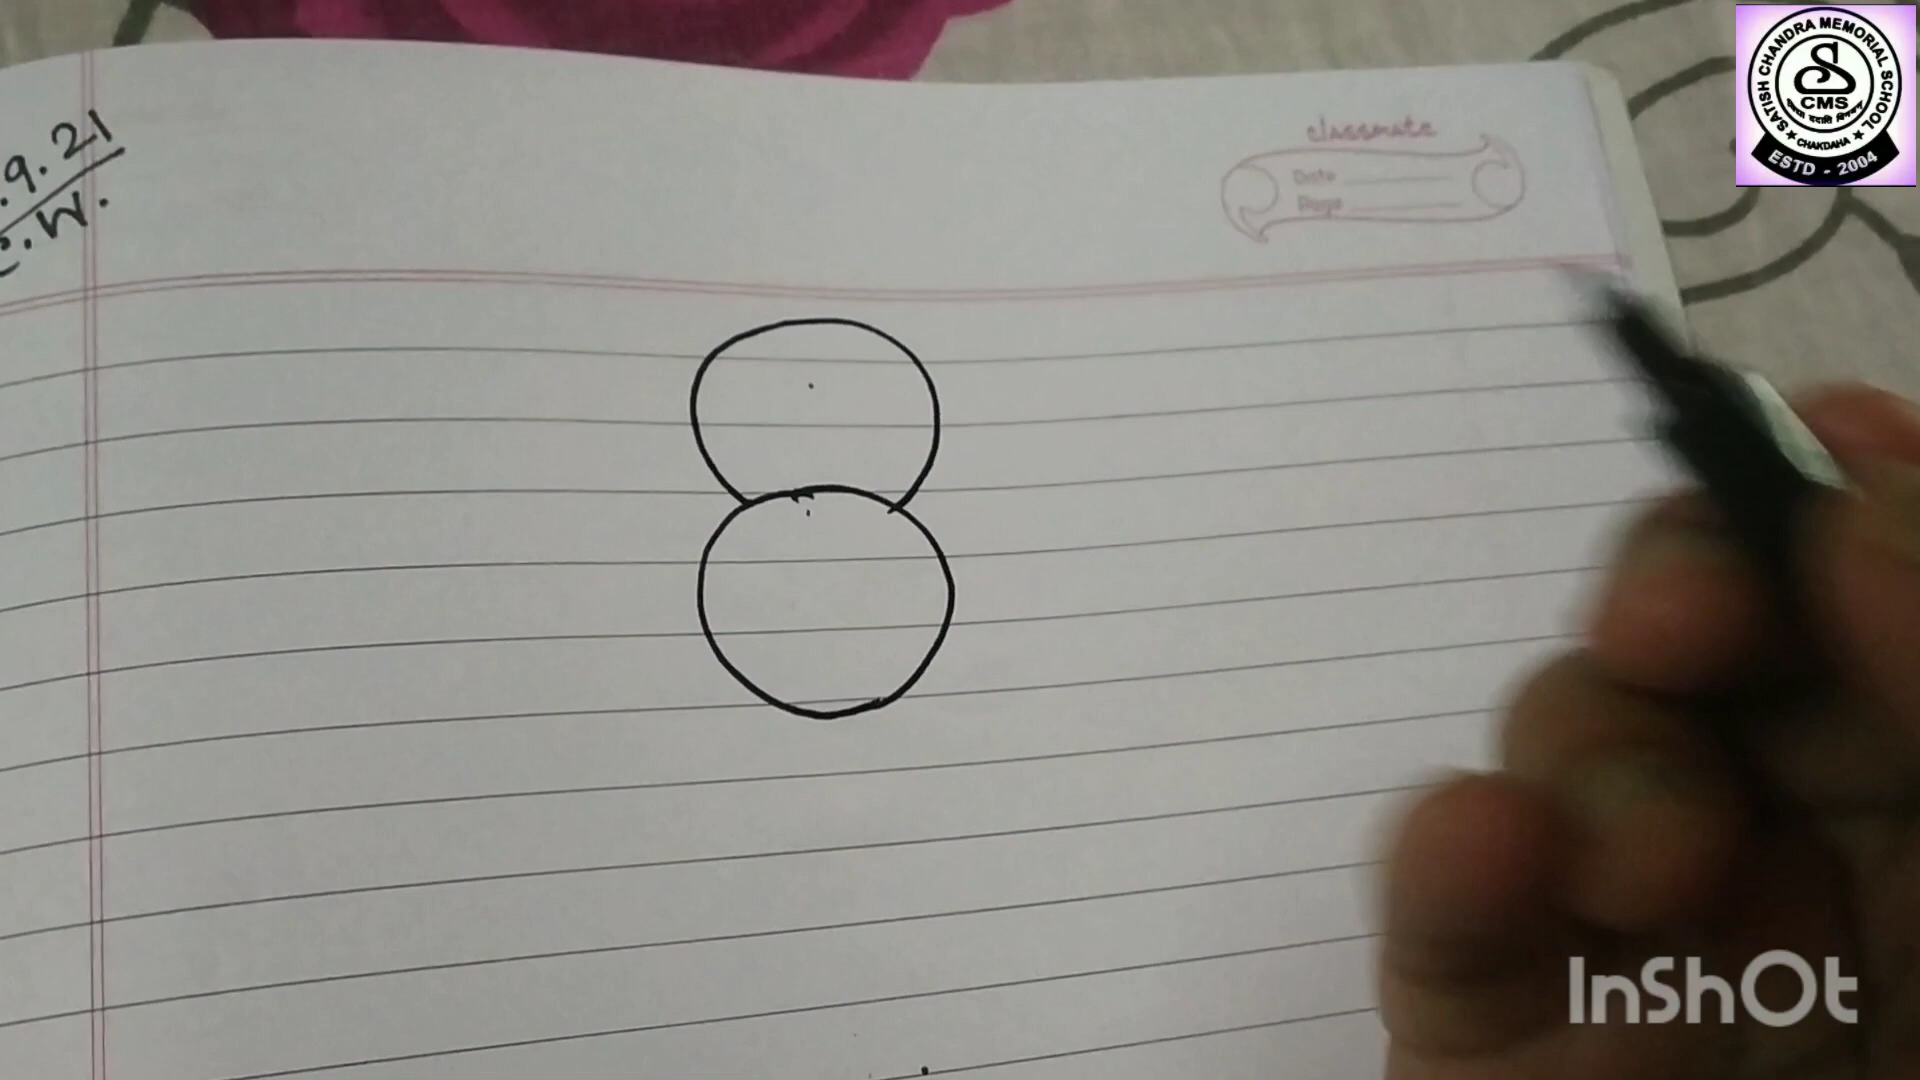 .9.21
C.W.
classmate
Date
Page
SATISH CHANDRA MEMORIAL SCHOOL
S
CMS
CHAKDAHA
ESTD - 2004
InShOt